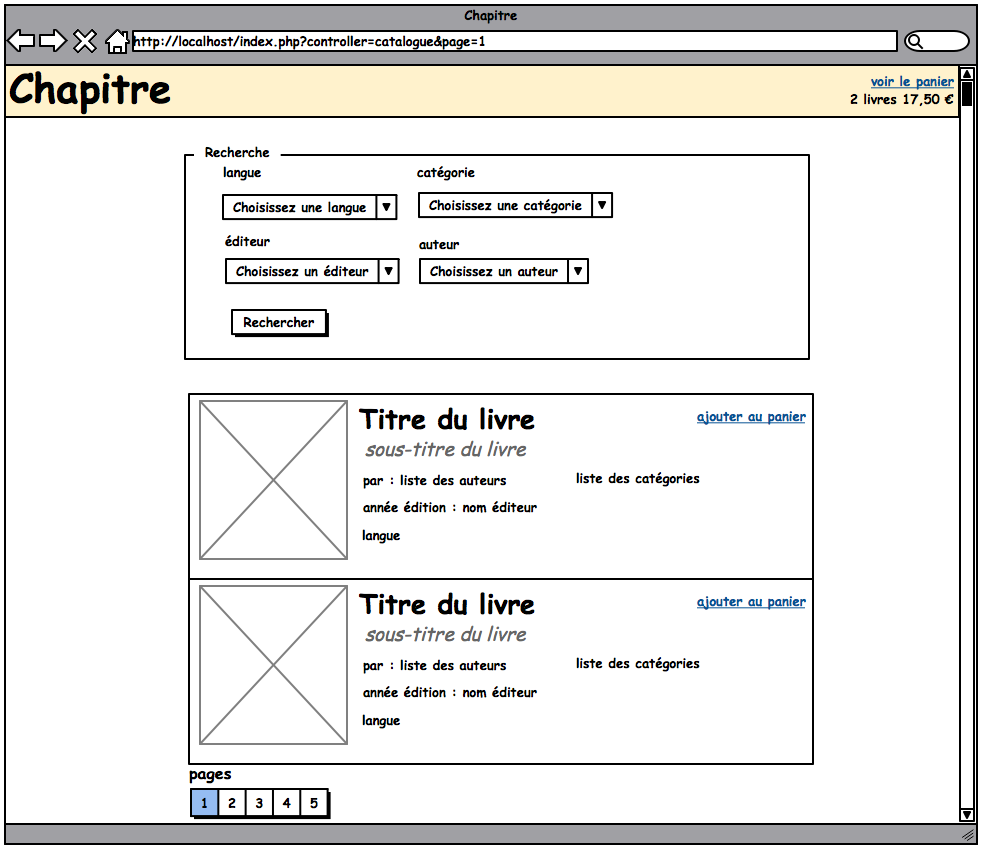 Chapitre
http://localhost/index.php?controller=catalogue&page=1
Chapitre
voir le panier
2 livres 17,50 €
Recherche
langue
catégorie
Choisissez une langue
Choisissez une catégorie
éditeur
auteur
Choisissez un éditeur
Choisissez un auteur
Rechercher
Titre du livre
ajouter au panier
sous-titre du livre
par : liste des auteurs
liste des catégories
année édition : nom éditeur
langue
Titre du livre
ajouter au panier
sous-titre du livre
par : liste des auteurs
liste des catégories
année édition : nom éditeur
langue
pages
1 2 3 4 5